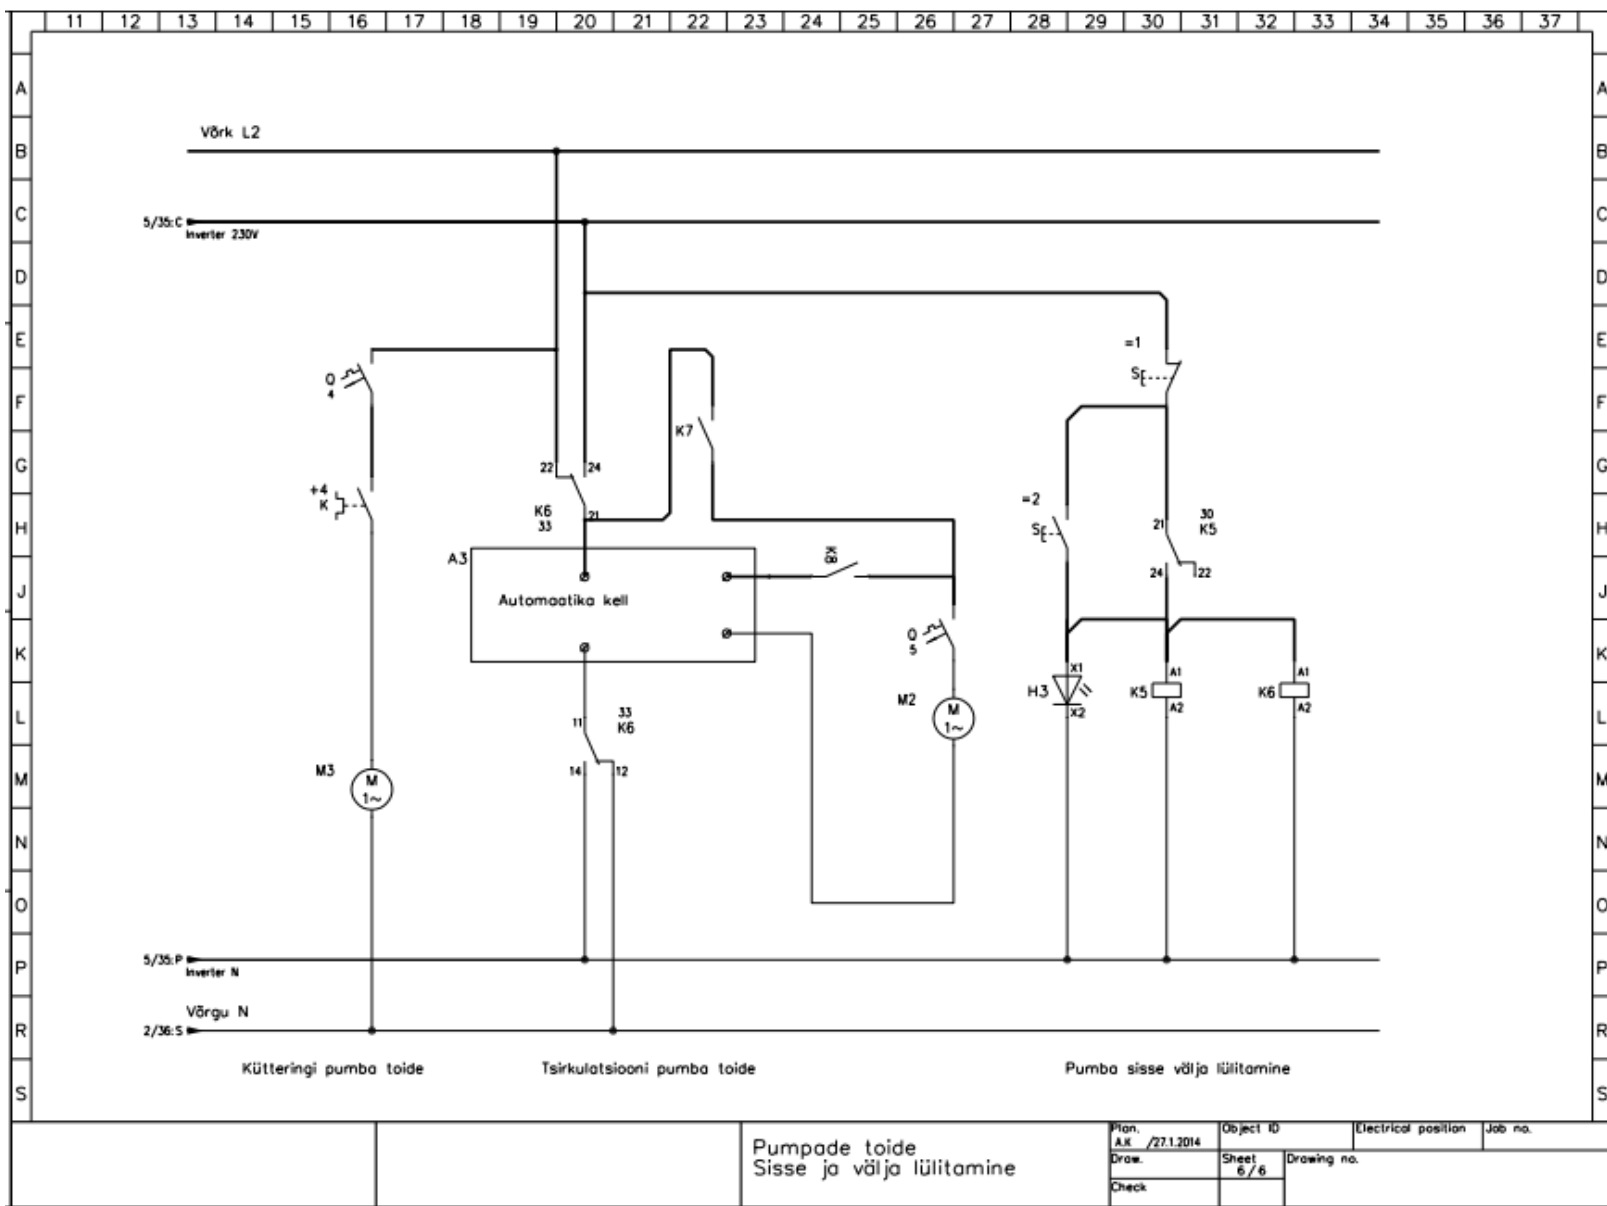 11 12 13 14 15 16 17 18 19 20 21 22 23 24 25 26 27 28 29 30 31 32 33 34 35 36 37
A A
Võrk L2
B B
C C
5/35:C
Inverter 230V
D D
E E
=1
Q
4
S
F F
K7
G G
22 24
+4
K
=2
K6
33
21
S
21
30
K5
H H
A3
K8
24 22
J J
Automaatika kell
Q
5
K K
X1 A1 A1
H3 K5 K6
X2 A2 A2
M2
M
1~
11
33
K6
L L
14 12
M3
M
1~
M M
N N
O O
5/35:P
Inverter N
P P
Võrgu N
2/36:S
R R
Kütteringi pumba toide Tsirkulatsiooni pumba toide Pumba sisse välja lülitamine
S S
Pumpade toide
Sisse ja välja lülitamine
Plan.
A.K /27.1.2014
Object ID
Electrical position
Job no.
Draw.
Sheet
6/6
Drawing no.
Check